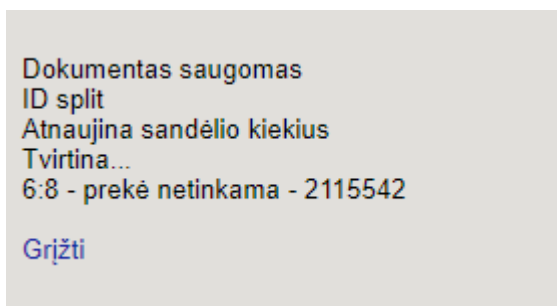 Dokumentas saugomas
ID split
Atnaujina sandėlio kiekius
Tvirtina...
6:8 - prekė netinkama - 2115542
Grįžti